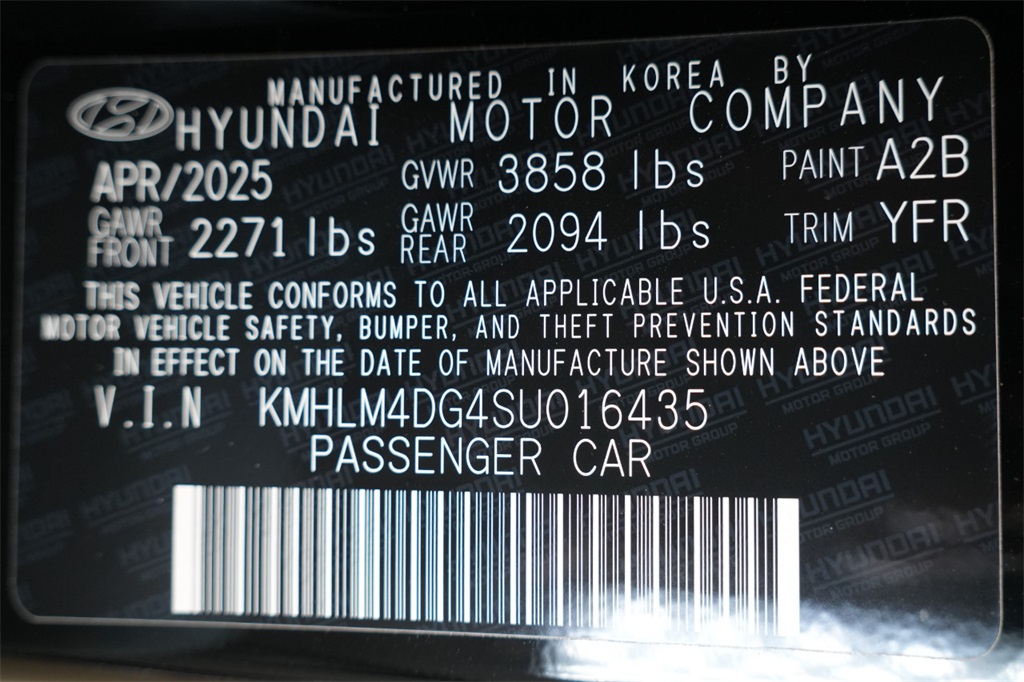 MANUFACTURED IN KOREA BY
HYUNDAI MOTOR COMPANY
APR/2025 GVWR 3858 lbs PAINT A2B
GAWR FRONT 2271 lbs GAWR REAR 2094 lbs TRIM YFR
THIS VEHICLE CONFORMS TO ALL APPLICABLE U.S.A. FEDERAL
MOTOR VEHICLE SAFETY, BUMPER, AND THEFT PREVENTION STANDARDS
IN EFFECT ON THE DATE OF MANUFACTURE SHOWN ABOVE
V.I.N KMHLM4DG4SU016435
PASSENGER CAR